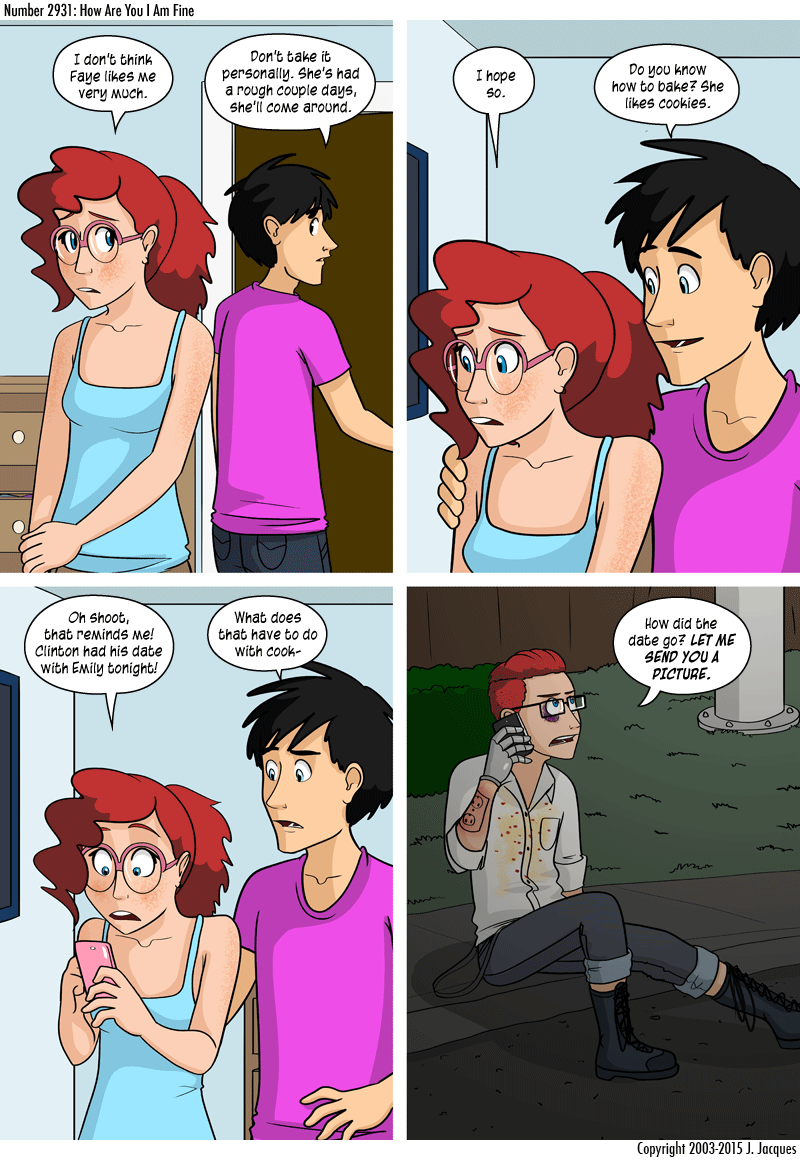 Number 2931: How Are You I Am Fine
I don't think
Faye likes me
very much.
Don't take it
personally. She's had
a rough couple days,
she'll come around.
I hope
so.
Do you know
how to bake? She
likes cookies.
Oh shoot,
that reminds me!
Clinton had his date
with Emily tonight!
What does
that have to do
with cook-
How did the
date go? LET ME
SEND YOU A
PICTURE.
Copyright 2003-2015 J. Jacques